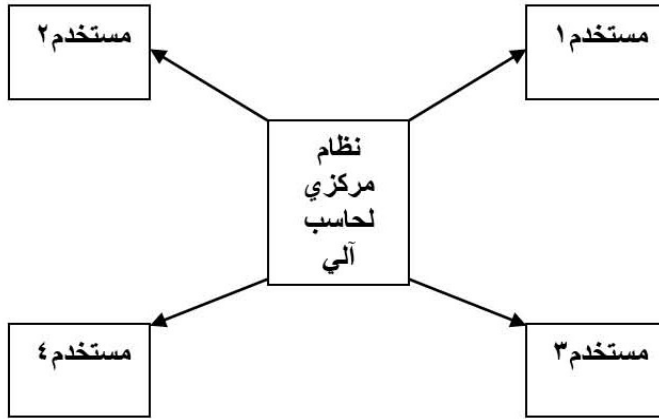 مستخدم١
مستخدم٢
نظام
مركزي
لحاسب
آلي
مستخدم٣
مستخدم٤